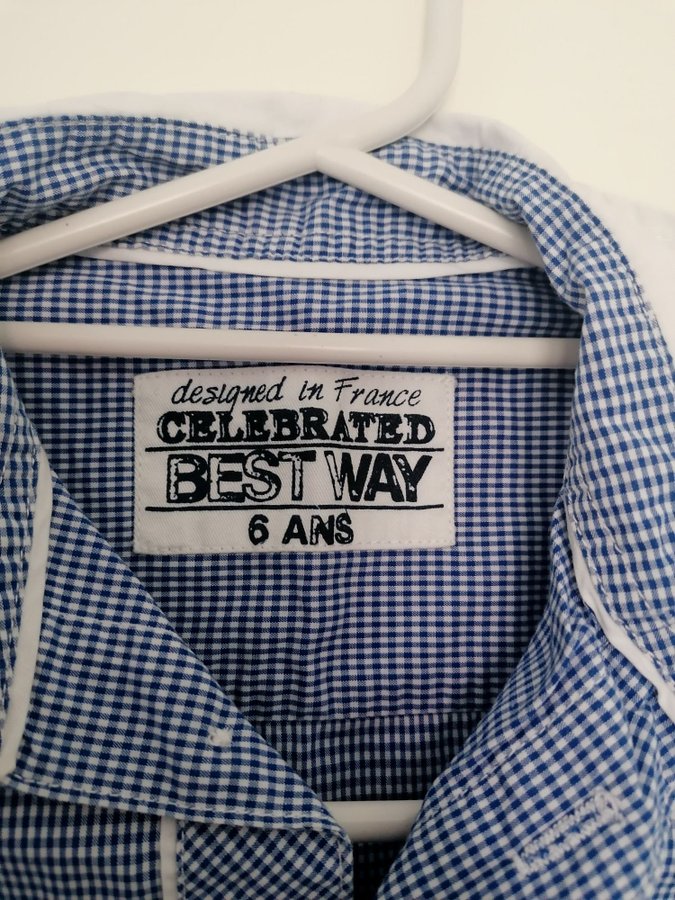 designed in France
CELEBRATED
BEST WAY
6 ANS